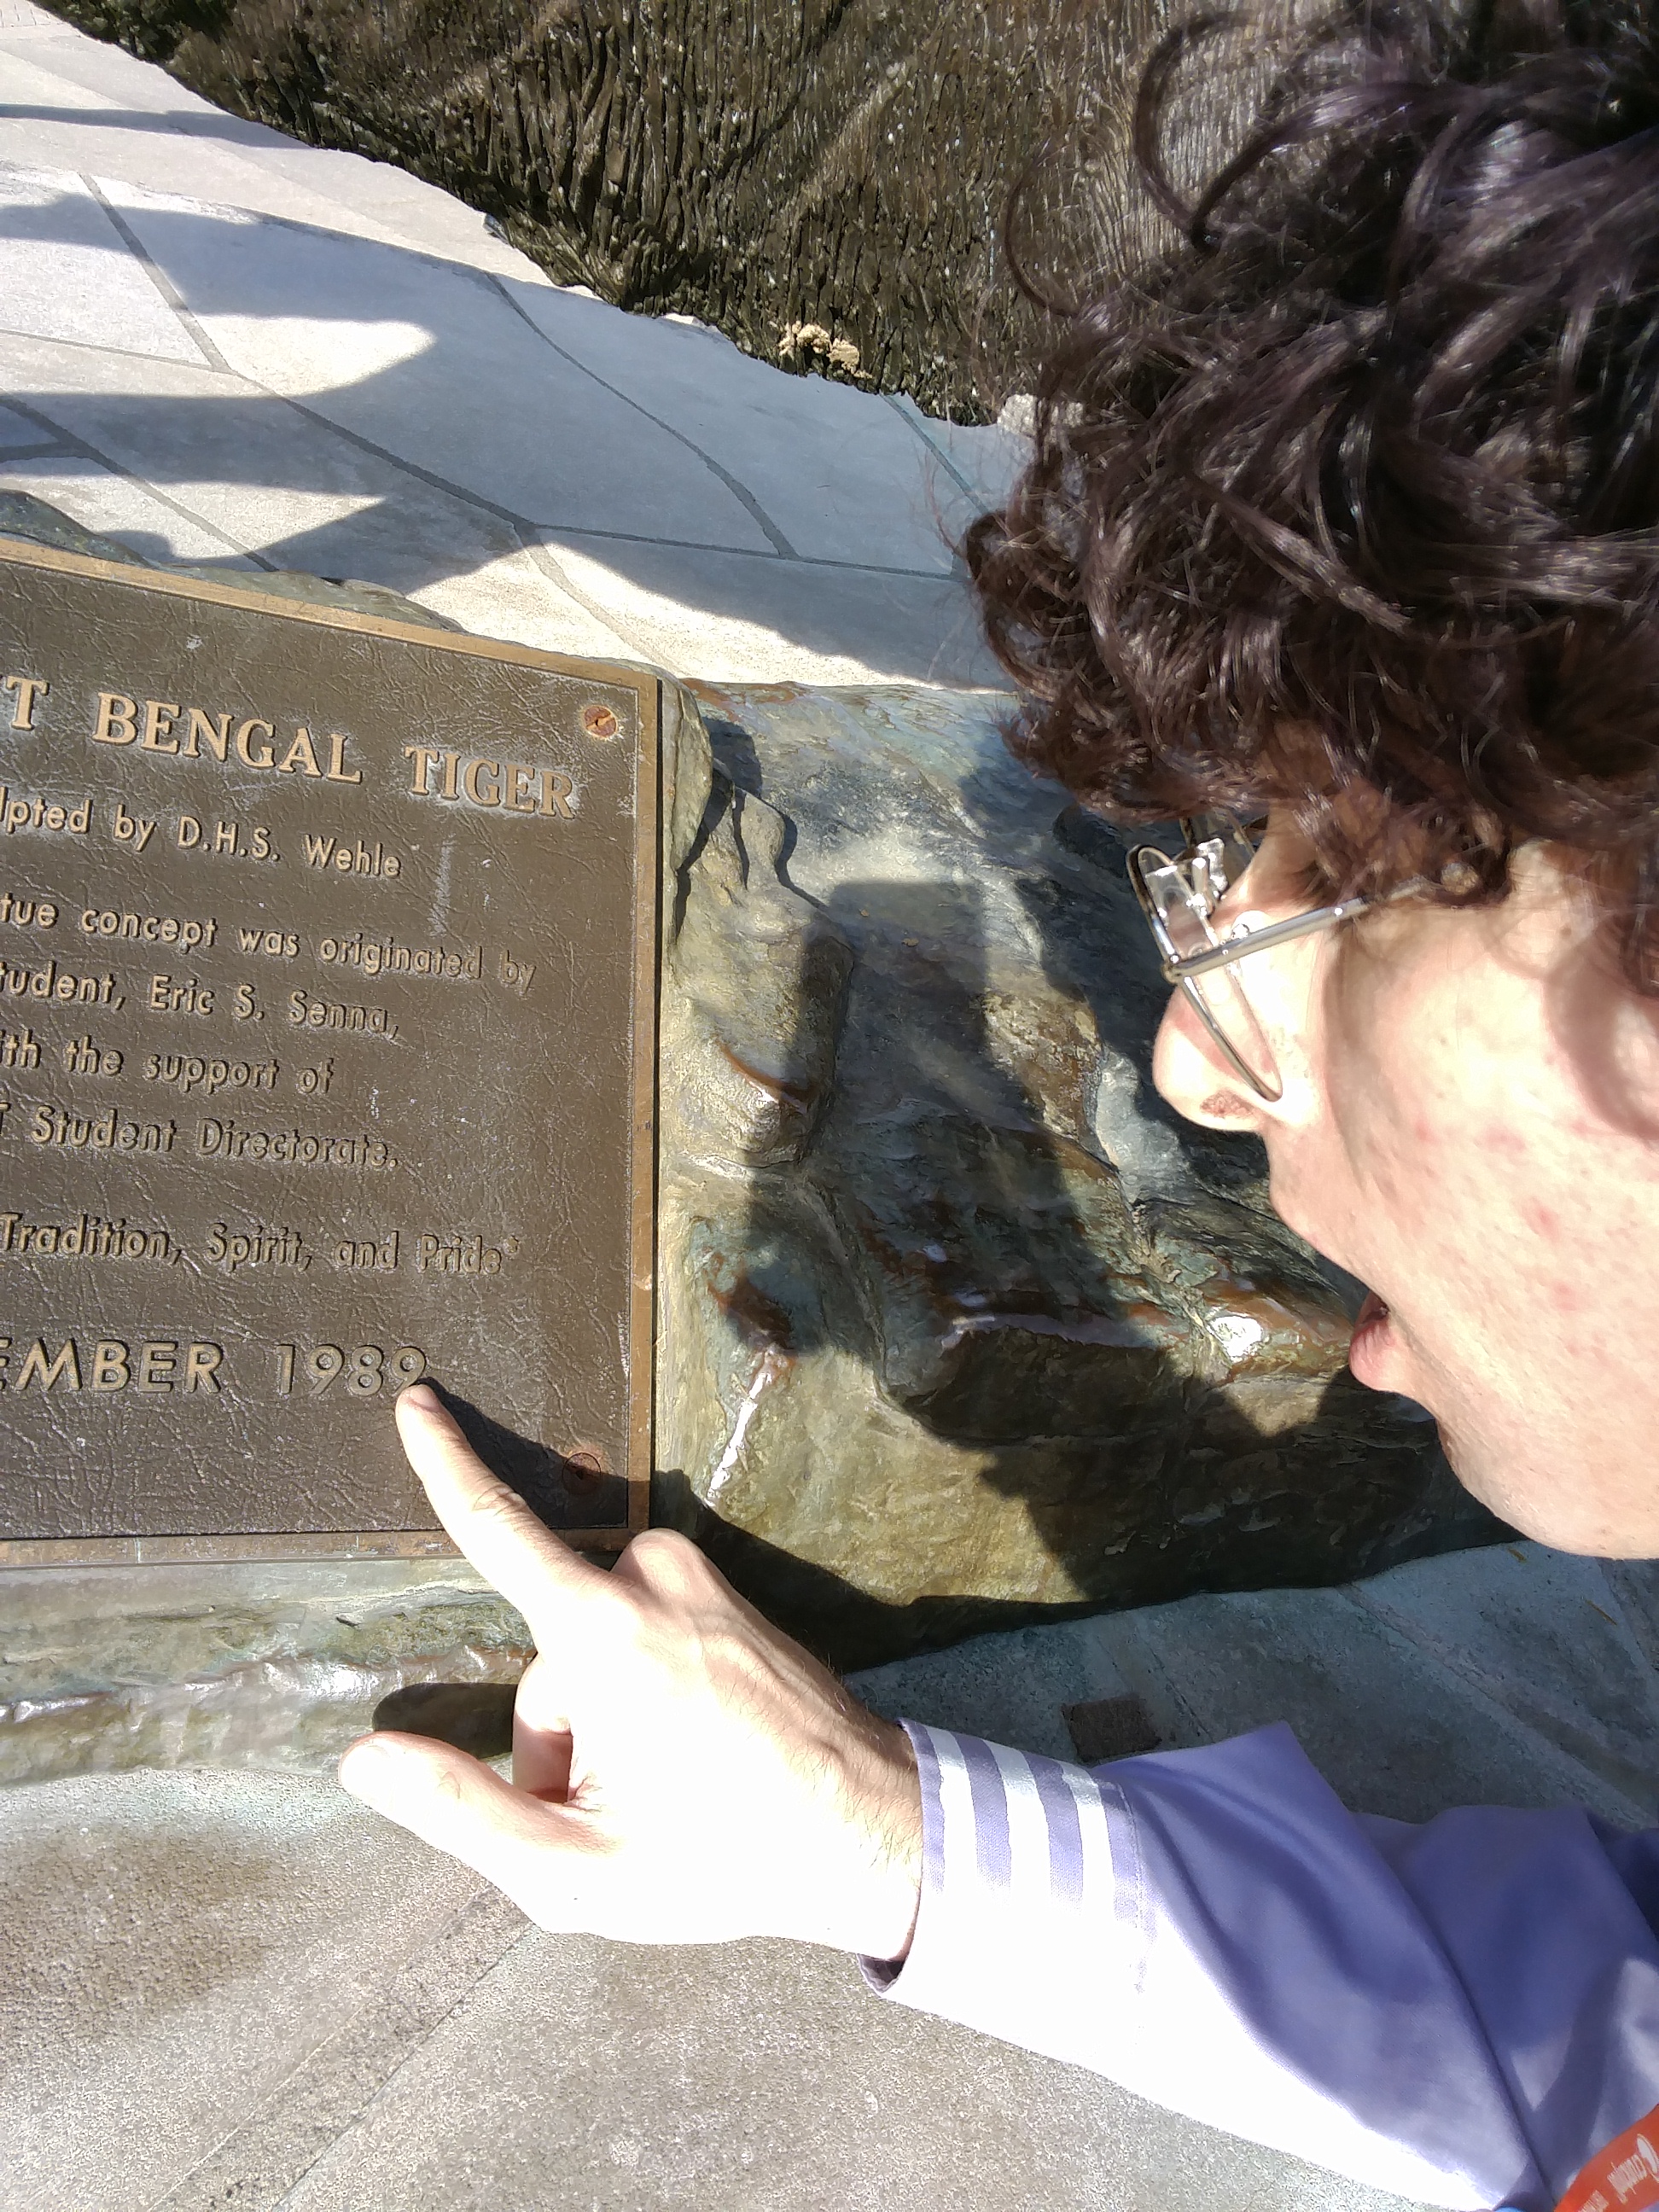 IT BENGAL TIGER
lpted by D.H.S. Wehle
tue concept was originated by
tudent, Eric S. Senna,
ith the support of
T Student Directorate.
Tradition, Spirit, and Pride"
EMBER 1989